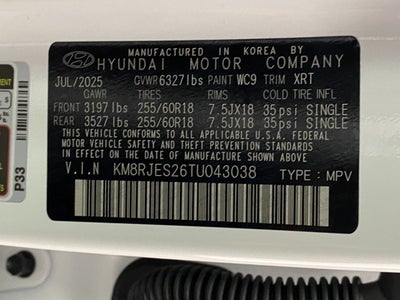 MANUFACTURED IN KOREA BY
HYUNDAI MOTOR COMPANY
JUL/2025 GVWR 6327lbs PAINT WC9 TRIM XRT
GAWR TIRES RIMS COLD TIRE INFL
FRONT 3197 lbs 255/60R18 7.5JX18 35psi SINGLE
REAR 3527 lbs 255/60R18 7.5JX18 35psi SINGLE
THIS VEHICLE CONFORMS TO ALL APPLICABLE U.S.A. FEDERAL
MOTOR VEHICLE SAFETY AND THEFT PREVENTION STANDARDS
IN EFFECT ON THE DATE OF MANUFACTURE SHOWN ABOVE.
V.I.N KM8RJES26TU043038 TYPE : MPV
P33